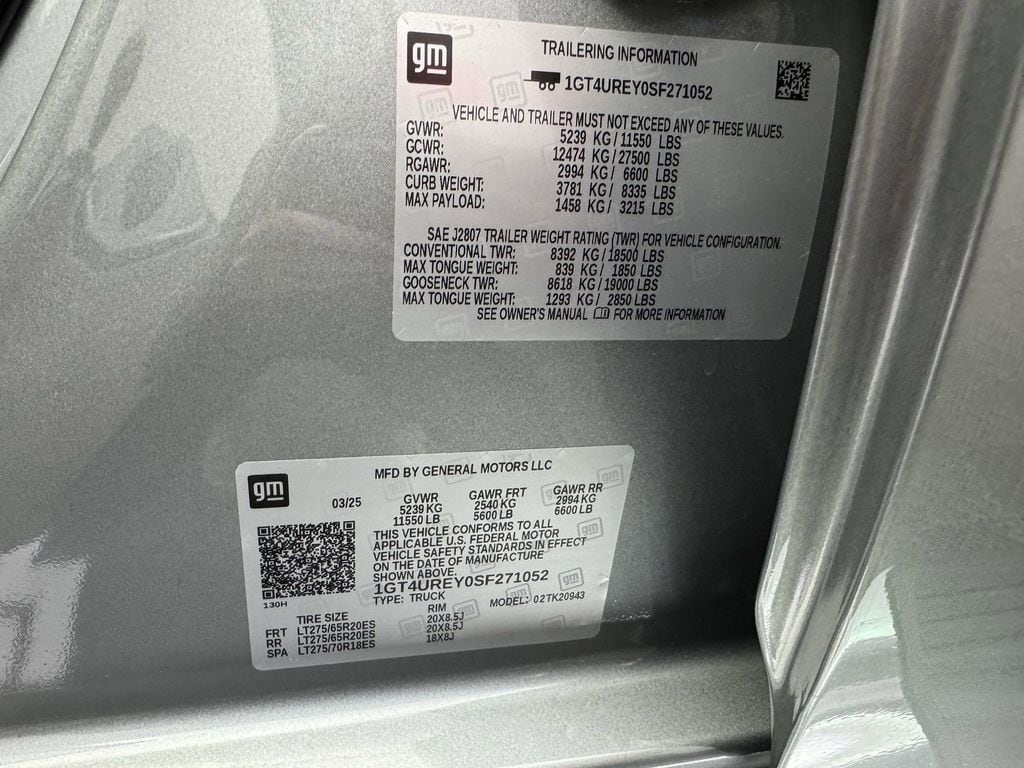 gm
TRAILERING INFORMATION
1GT4UREY0SF271052
VEHICLE AND TRAILER MUST NOT EXCEED ANY OF THESE VALUES.
GVWR: 5239 KG / 11550 LBS
GCWR: 12474 KG / 27500 LBS
RGAWR: 2994 KG / 6600 LBS
CURB WEIGHT: 3781 KG / 8335 LBS
MAX PAYLOAD: 1458 KG / 3215 LBS
SAE J2807 TRAILER WEIGHT RATING (TWR) FOR VEHICLE CONFIGURATION.
CONVENTIONAL TWR: 8392 KG / 18500 LBS
MAX TONGUE WEIGHT: 839 KG / 1850 LBS
GOOSENECK TWR: 8618 KG / 19000 LBS
MAX TONGUE WEIGHT: 1293 KG / 2850 LBS
SEE OWNER'S MANUAL FOR MORE INFORMATION
gm
MFD BY GENERAL MOTORS LLC
03/25 GVWR GAWR FRT GAWR RR
5239 KG 2540 KG 2994 KG
11550 LB 5600 LB 6600 LB
THIS VEHICLE CONFORMS TO ALL
APPLICABLE U.S. FEDERAL MOTOR
VEHICLE SAFETY STANDARDS IN EFFECT
ON THE DATE OF MANUFACTURE
SHOWN ABOVE.
1GT4UREY0SF271052
TYPE: TRUCK MODEL: 02TK20943
130H
TIRE SIZE RIM
FRT LT275/65R20ES 20X8.5J
RR LT275/65R20ES 20X8.5J
SPA LT275/70R18ES 18X8J